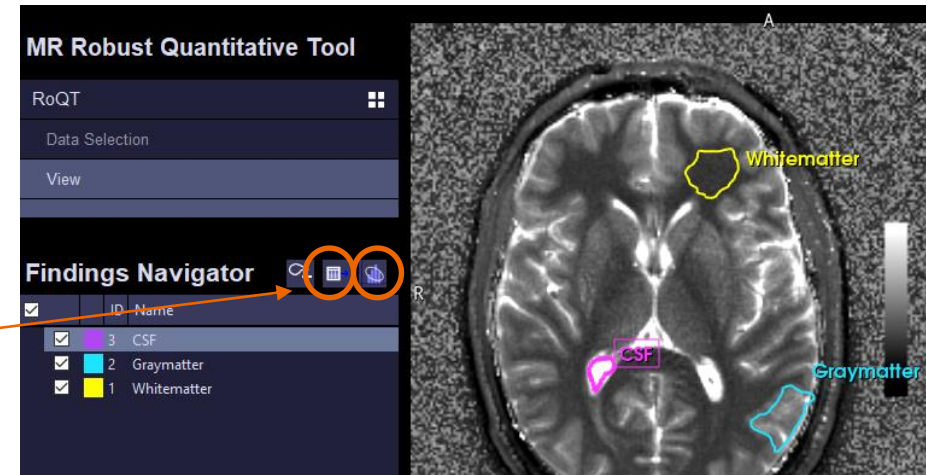 MR Robust Quantitative Tool
RoQT
Data Selection
View
Findings Navigator
ID Name
3 CSF
2 Graymatter
1 Whitematter
A
R
Whitematter
CSF
Graymatter